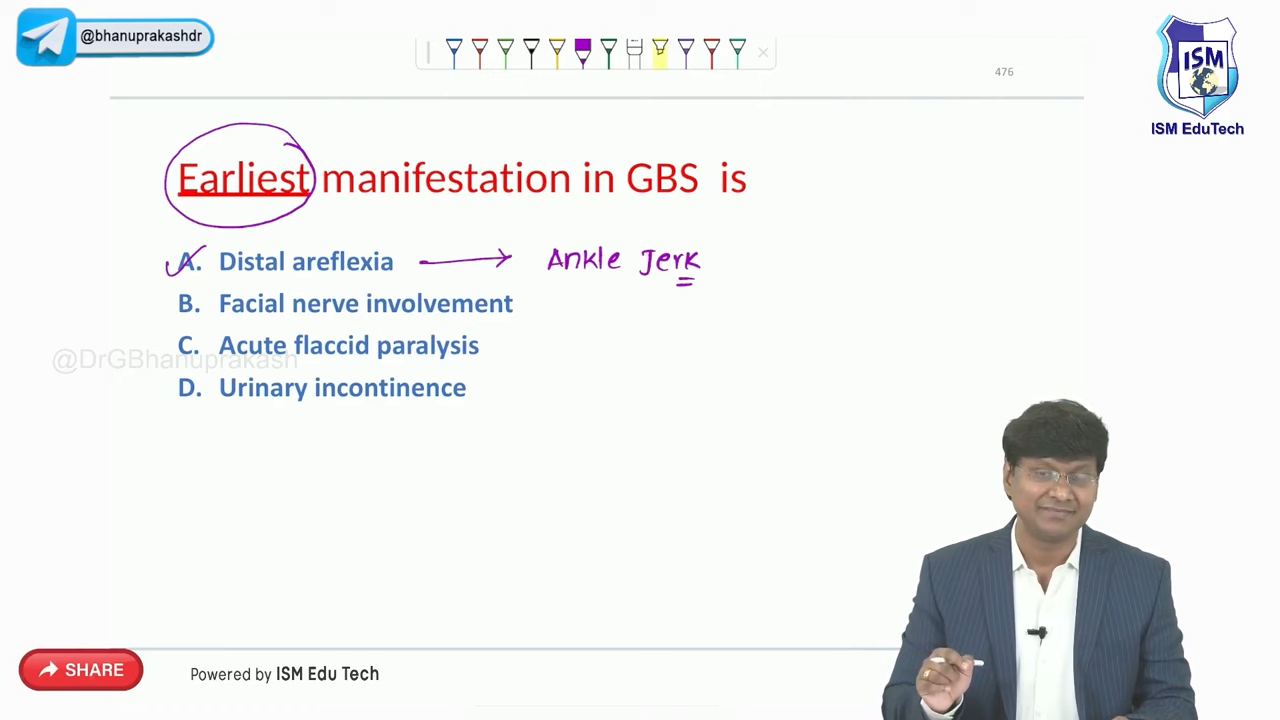 @bhanuprakashdr
476
ISM
ISM EduTech
Earliest manifestation in GBS is
A. Distal areflexia → Ankle Jerk
B. Facial nerve involvement
C. Acute flaccid paralysis
@DrGBhanuprakash
D. Urinary incontinence
SHARE
Powered by ISM Edu Tech